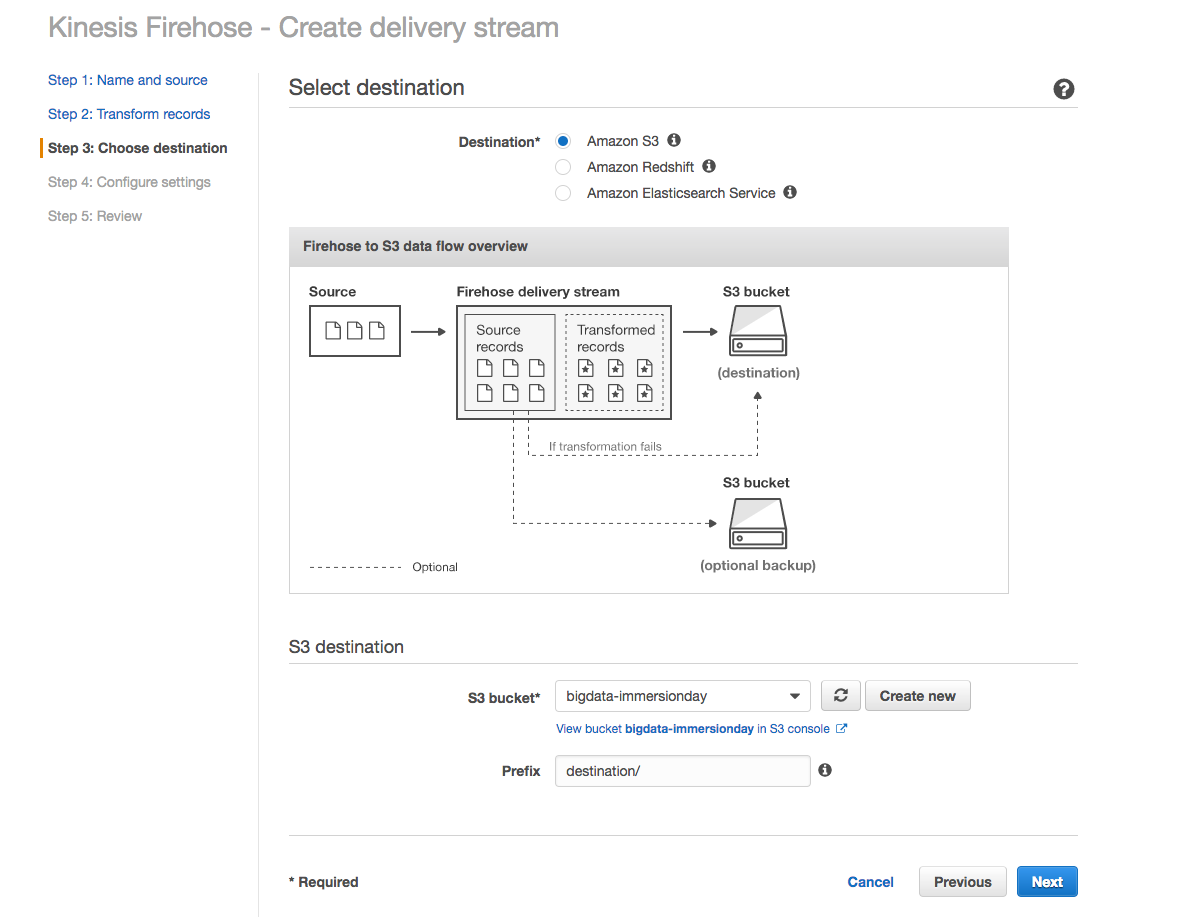 Kinesis Firehose - Create delivery stream
Step 1: Name and source
Step 2: Transform records
Step 3: Choose destination
Step 4: Configure settings
Step 5: Review
Select destination
Destination*
Amazon S3
Amazon Redshift
Amazon Elasticsearch Service
Firehose to S3 data flow overview
Source
Firehose delivery stream
S3 bucket
Source
records
Transformed
records
(destination)
If transformation fails
S3 bucket
(optional backup)
Optional
S3 destination
S3 bucket*
bigdata-immersionday
Create new
View bucket bigdata-immersionday in S3 console
Prefix
destination/
* Required
Cancel
Previous
Next